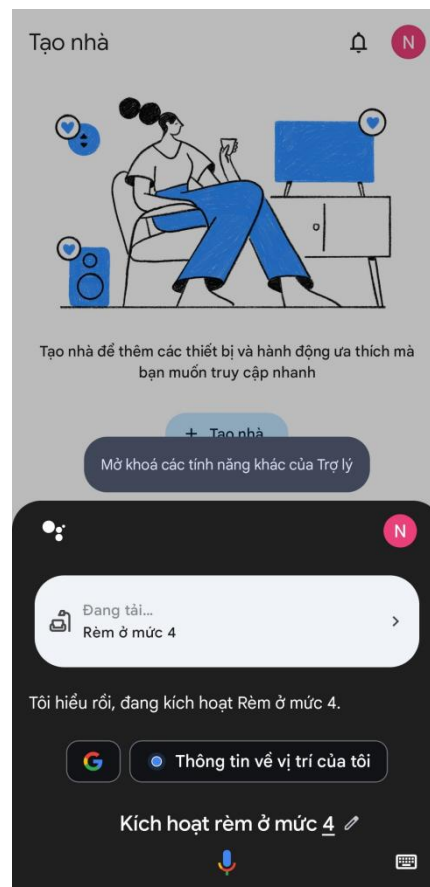 Tạo nhà
N
Tạo nhà để thêm các thiết bị và hành động ưa thích mà
bạn muốn truy cập nhanh
+ Tạo nhà
Mở khoá các tính năng khác của Trợ lý
N
Đang tải...
Rèm ở mức 4
Tôi hiểu rồi, đang kích hoạt Rèm ở mức 4.
G
Thông tin về vị trí của tôi
Kích hoạt rèm ở mức 4